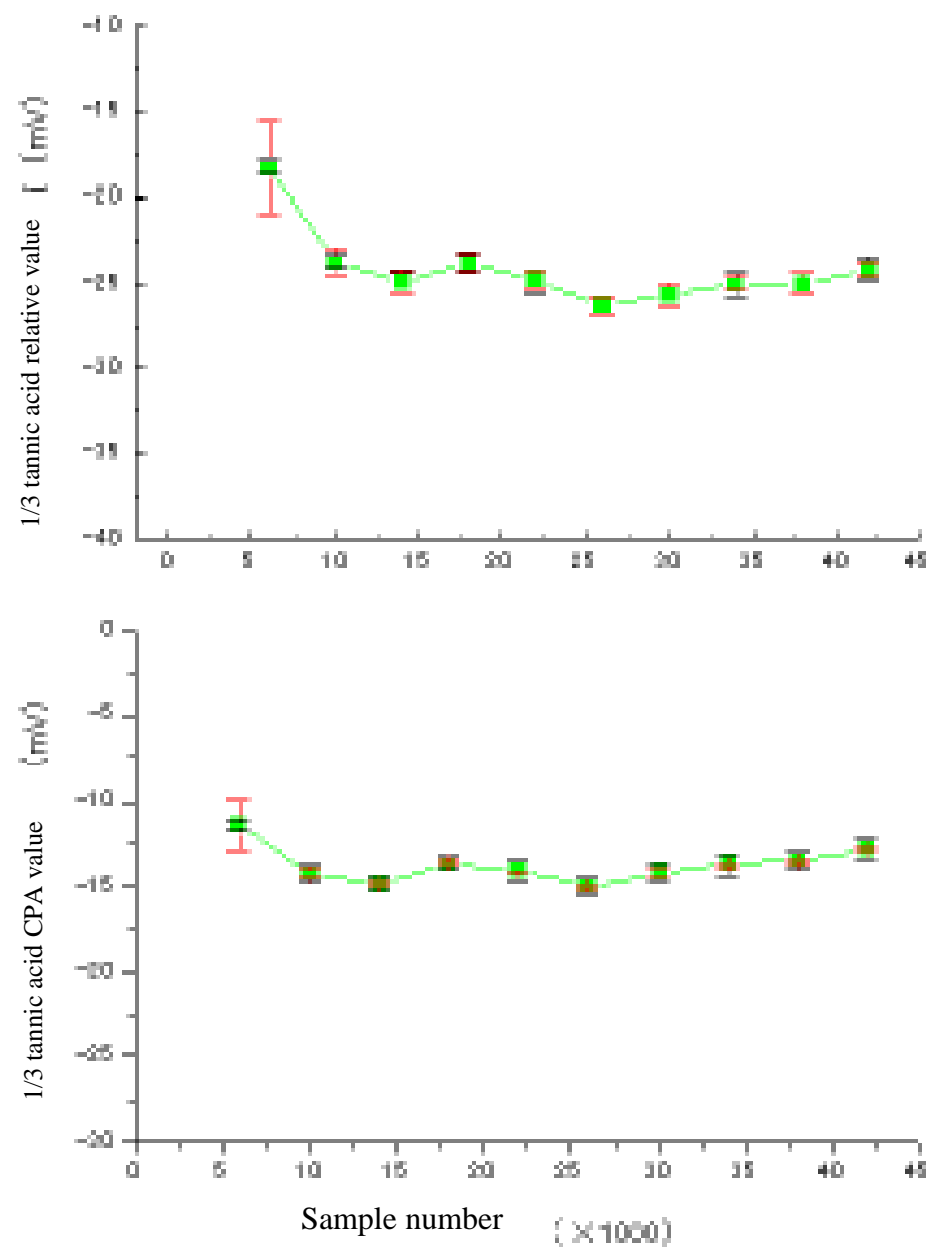 1/3 tannic acid relative value [ (mV)
-10
-15
-20
-25
-30
-35
-40
0 5 10 15 20 25 30 35 40 45
1/3 tannic acid CPA value (mV)
0
-5
-10
-15
-20
-25
-30
0 5 10 15 20 25 30 35 40 45
Sample number (×1000)